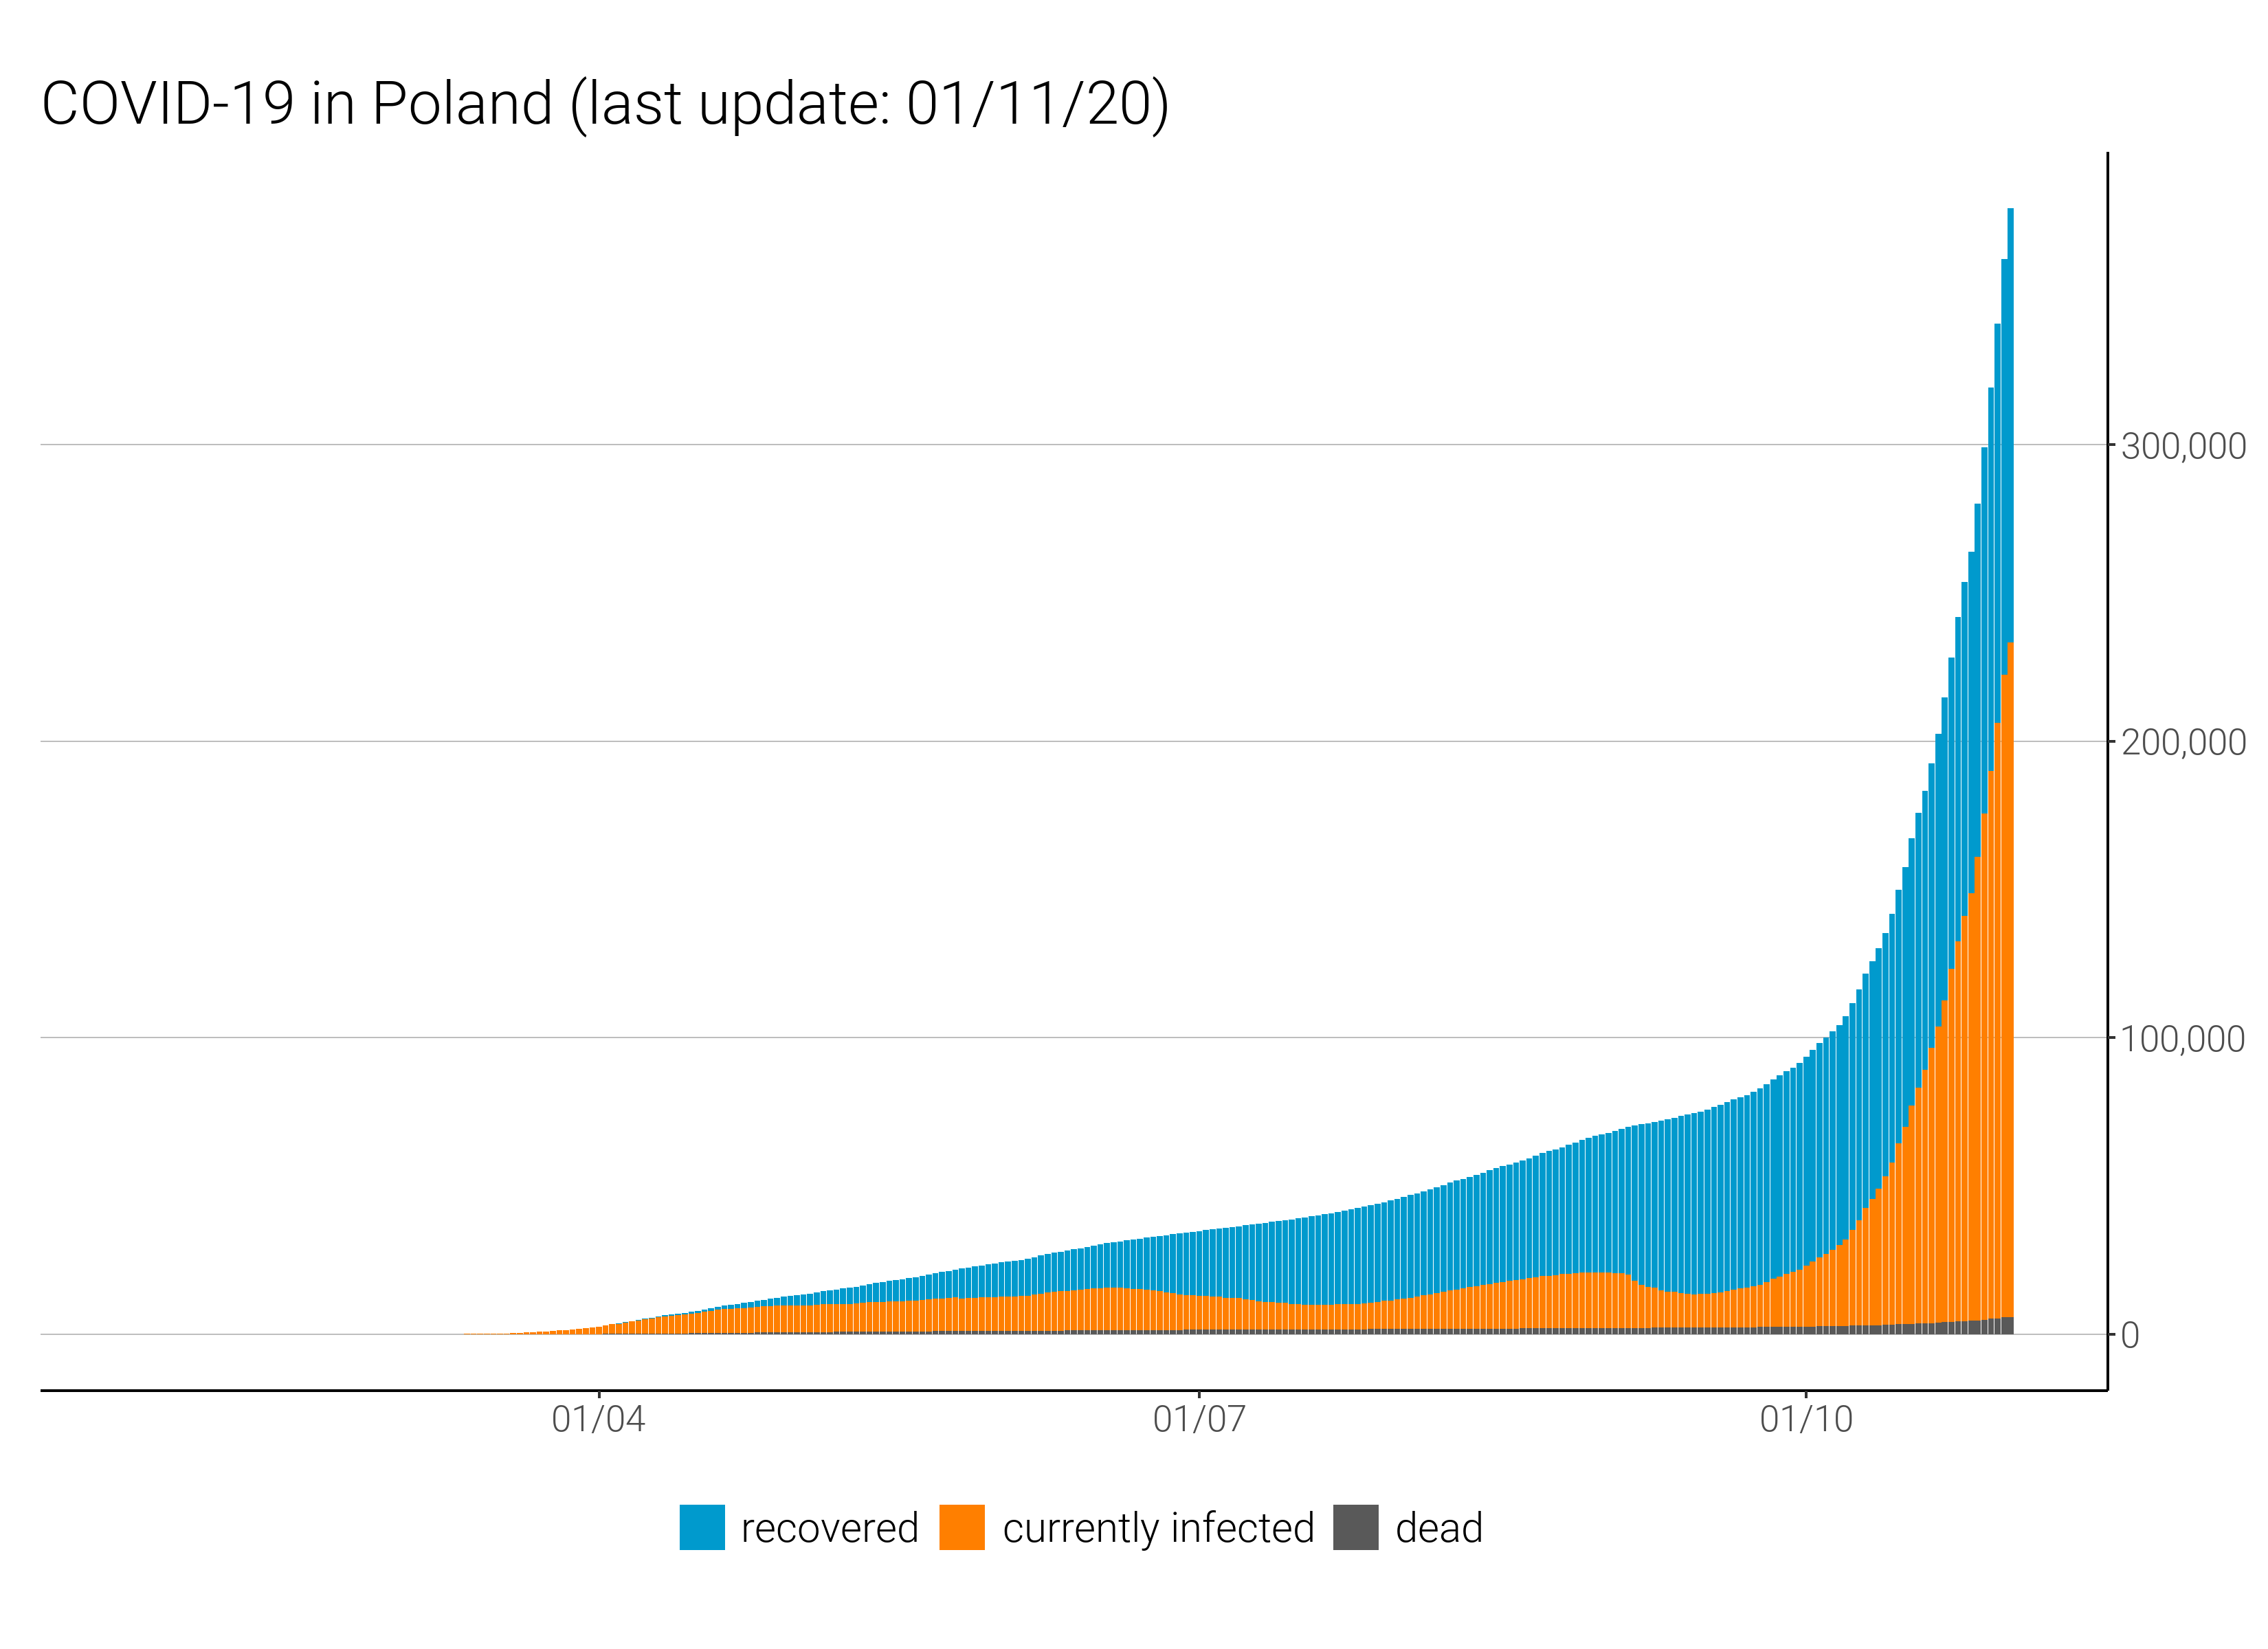 COVID-19 in Poland (last update: 01/11/20)
300,000
200,000
100,000
0
01/04 01/07 01/10
recovered currently infected dead